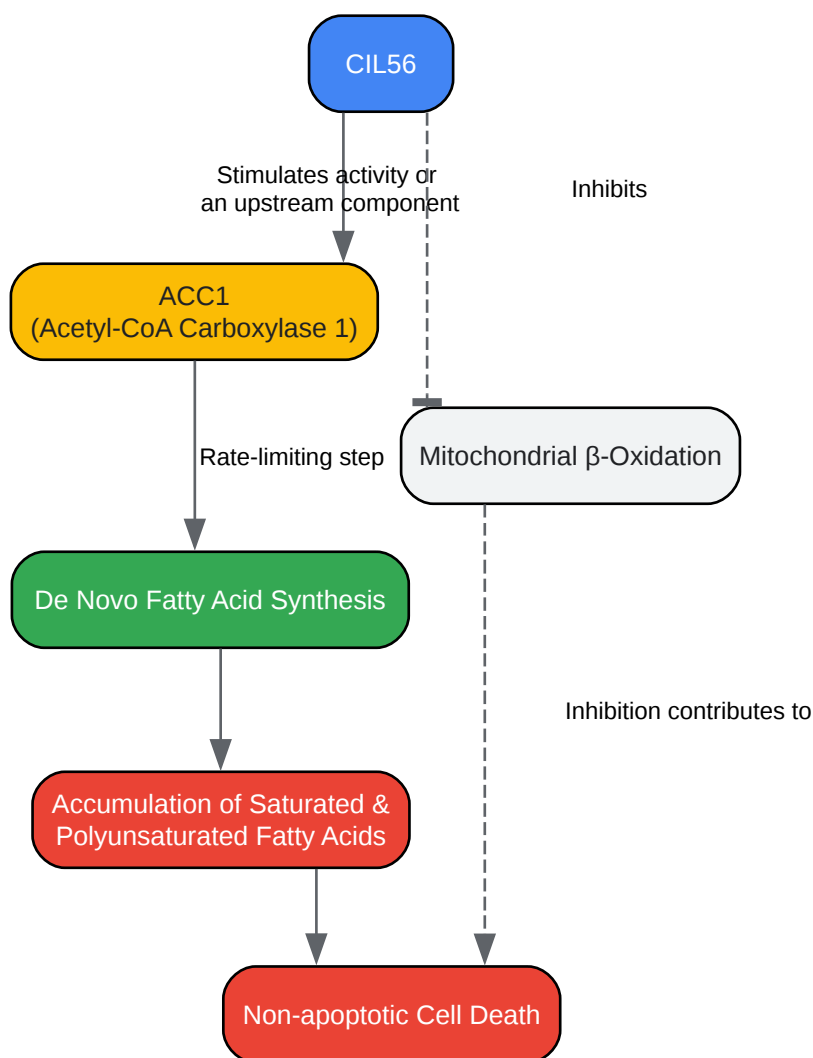 CIL56
Stimulates activity or
an upstream component
Inhibits
ACC1
(Acetyl-CoA Carboxylase 1)
Rate-limiting step
Mitochondrial β-Oxidation
De Novo Fatty Acid Synthesis
Inhibition contributes to
Accumulation of Saturated &
Polyunsaturated Fatty Acids
Non-apoptotic Cell Death